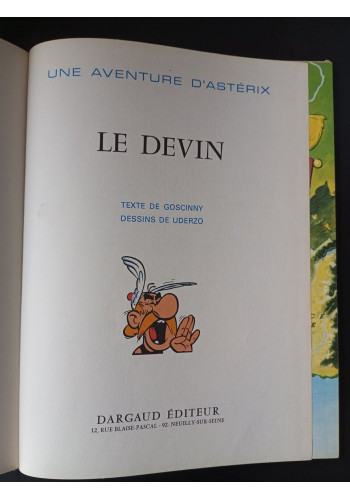 UNE AVENTURE D'ASTÉRIX
LE DEVIN
TEXTE DE GOSCINNY
DESSINS DE UDERZO
DARGAUD ÉDITEUR
12, RUE BLAISE-PASCAL - 92- NEUILLY-SUR-SEINE